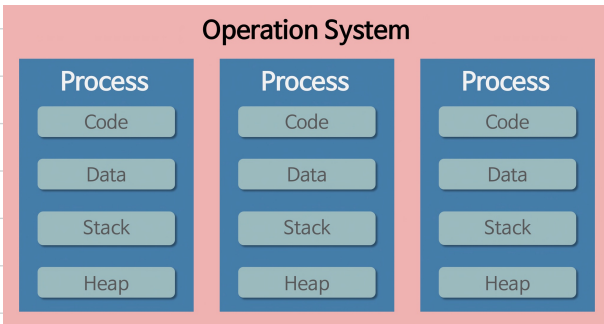 Operation System
Process Process Process
Code Code Code
Data Data Data
Stack Stack Stack
Heap Heap Heap